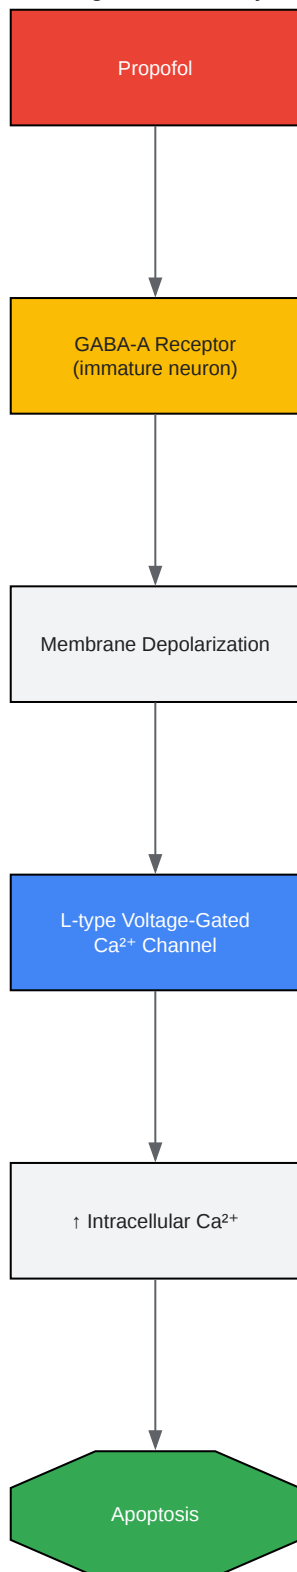 Propofol
GABA-A Receptor
(immature neuron)
Membrane Depolarization
L-type Voltage-Gated
Ca²⁺ Channel
↑ Intracellular Ca²⁺
Apoptosis